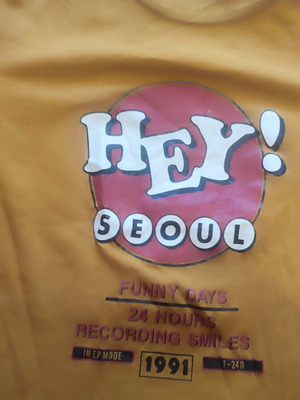 HEY!
SEOUL
FUNNY DAYS
24 HOURS
RECORDING SMILES
IN EP MODE 1991 T-240